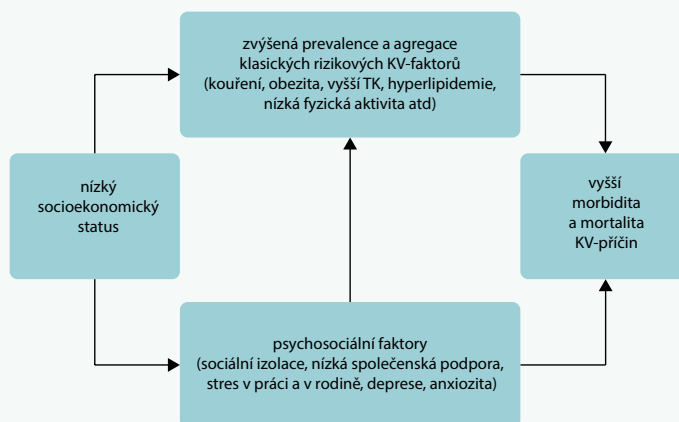 zvýšená prevalence a agregace
klasických rizikových KV-faktorů
(kouření, obezita, vyšší TK, hyperlipidemie,
nízká fyzická aktivita atd)
nízký
socioekonomický
status
vyšší
morbidita
a mortalita
KV-příčin
psychosociální faktory
(sociální izolace, nízká společenská podpora,
stres v práci a v rodině, deprese, anxiozita)